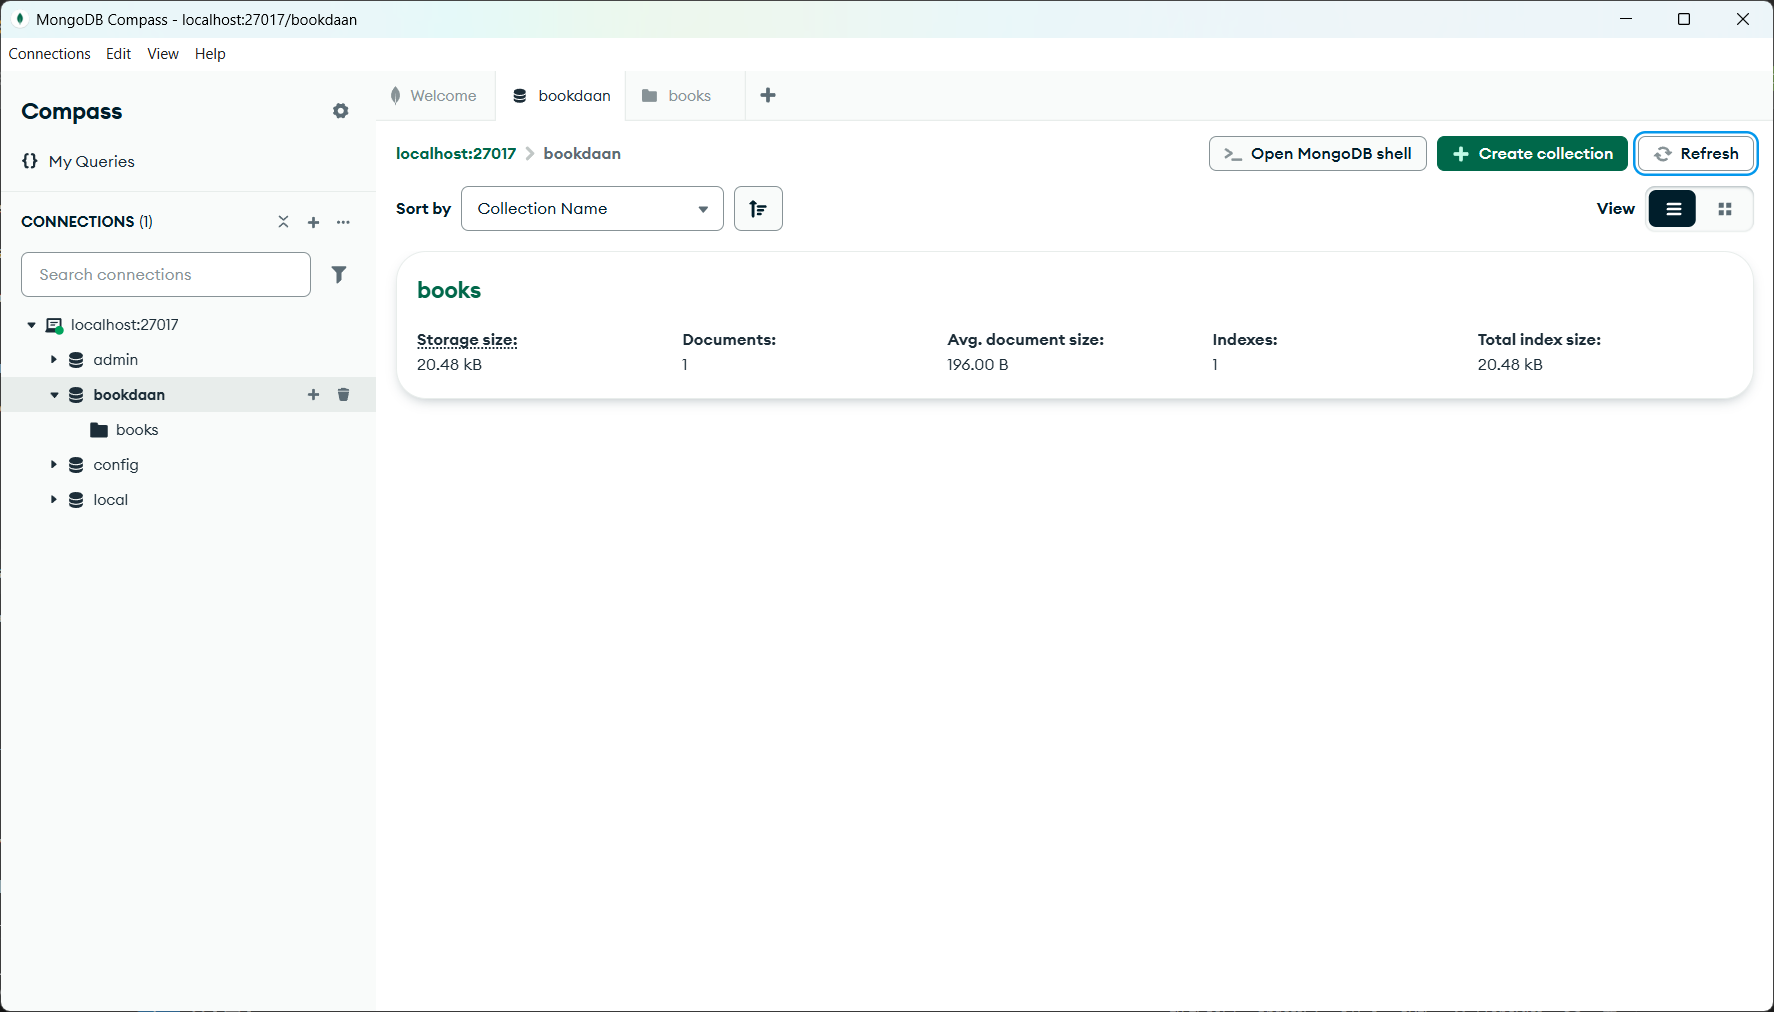 MongoDB Compass - localhost:27017/bookdaan
Connections Edit View Help
Compass
{} My Queries
CONNECTIONS (1)
Search connections
localhost:27017
admin
bookdaan
books
config
local
Welcome
bookdaan
books
localhost:27017 > bookdaan
>_ Open MongoDB shell
+ Create collection
Refresh
Sort by Collection Name
View
books
Storage size: Documents: Avg. document size: Indexes: Total index size:
20.48 kB 1 196.00 B 1 20.48 kB